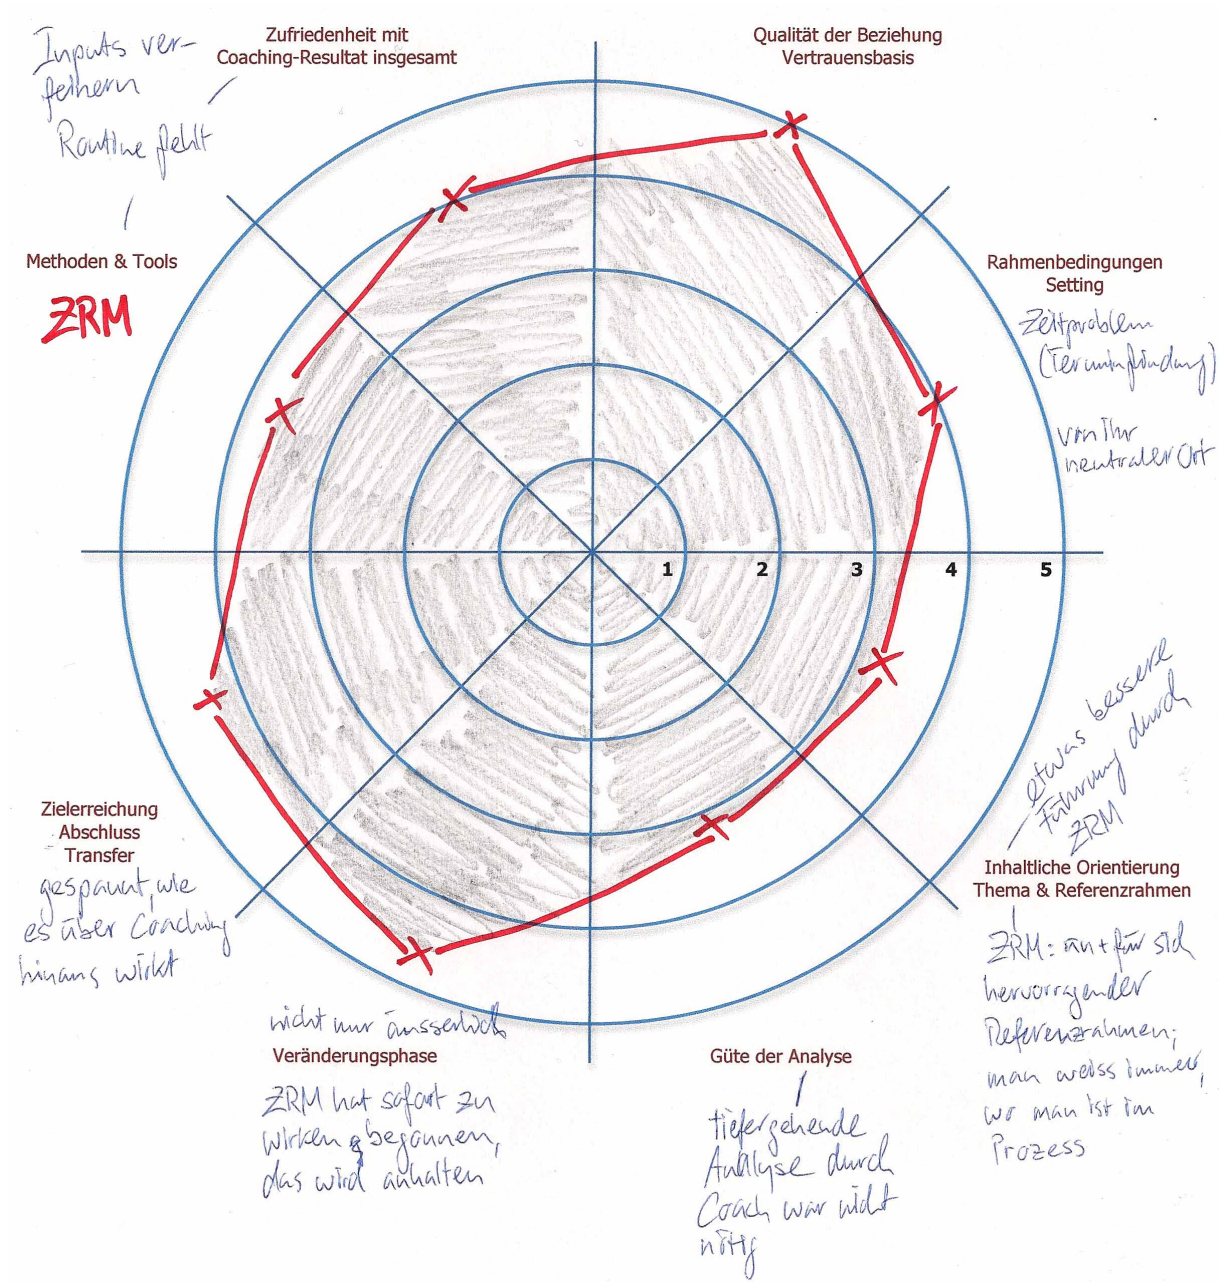 Inputs ver-
feinern
Routine fehlt
Zufriedenheit mit
Coaching-Resultat insgesamt
Qualität der Beziehung
Vertrauensbasis
Methoden & Tools
ZRM
Rahmenbedingungen
Setting
Zeitproblem
(Terminfindung)
von ihr
neutraler Ort
1 2 3 4 5
etwas bessere
Führung durch
ZRM
Inhaltliche Orientierung
Thema & Referenzrahmen
ZRM: an + für sich
hervorragender
Referenzrahmen;
man weiss immer,
wo man ist im
Prozess
Zielerreichung
Abschluss
Transfer
gespannt, wie
es über Coaching
hinaus wirkt
nicht nur äusserlich
Veränderungsphase
ZRM hat sofort zu
wirken begonnen,
das wird anhalten
Güte der Analyse
tiefergehende
Analyse durch
Coach war nicht
nötig